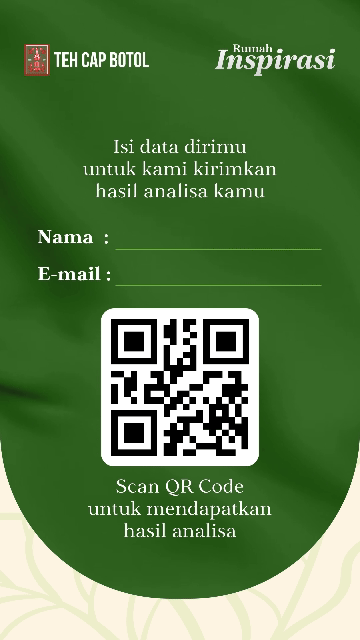 TEH CAP BOTOL
Rumah
Inspirasi
Isi data dirimu
untuk kami kirimkan
hasil analisa kamu
Nama :
E-mail :
Scan QR Code
untuk mendapatkan
hasil analisa